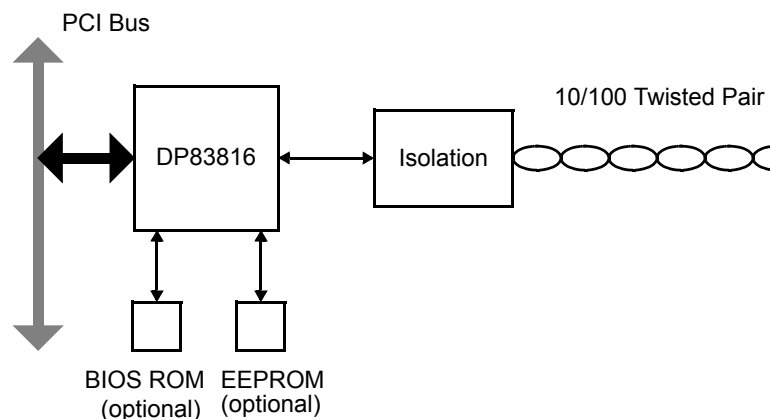 PCI Bus
10/100 Twisted Pair
DP83816
Isolation
BIOS ROM
(optional)
EEPROM
(optional)